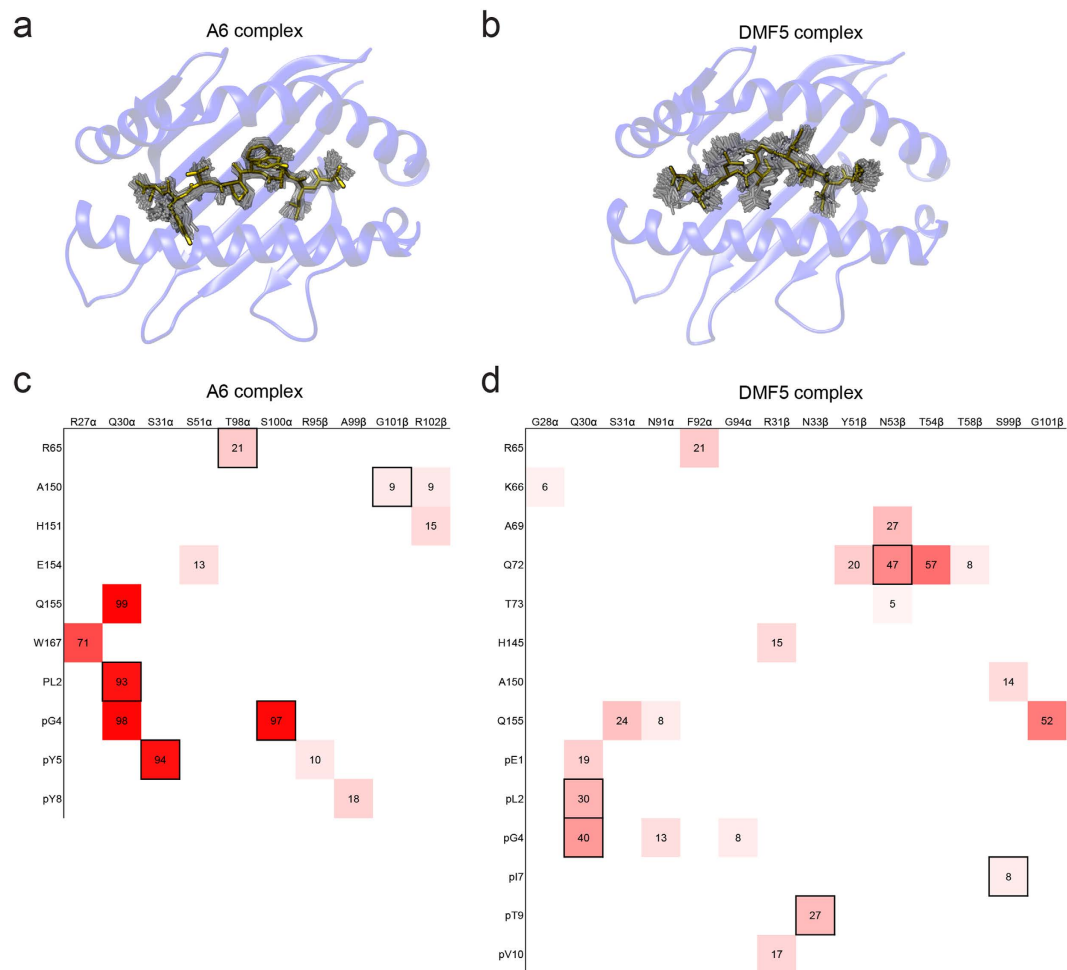 a
A6 complex
b
DMF5 complex
c
A6 complex
R27α Q30α S31α S51α T98α S100α R95β A99β G101β R102β
R65 21
A150 9 9
H151 15
E154 13
Q155 99
W167 71
PL2 93
pG4 98 97
pY5 94 10
pY8 18
d
DMF5 complex
G28α Q30α S31α N91α F92α G94α R31β N33β Y51β N53β T54β T58β S99β G101β
R65 21
K66 6
A69 27
Q72 20 47 57 8
T73 5
H145 15
A150 14
Q155 24 8 52
pE1 19
pL2 30
pG4 40 13 8
pI7 8
pT9 27
pV10 17